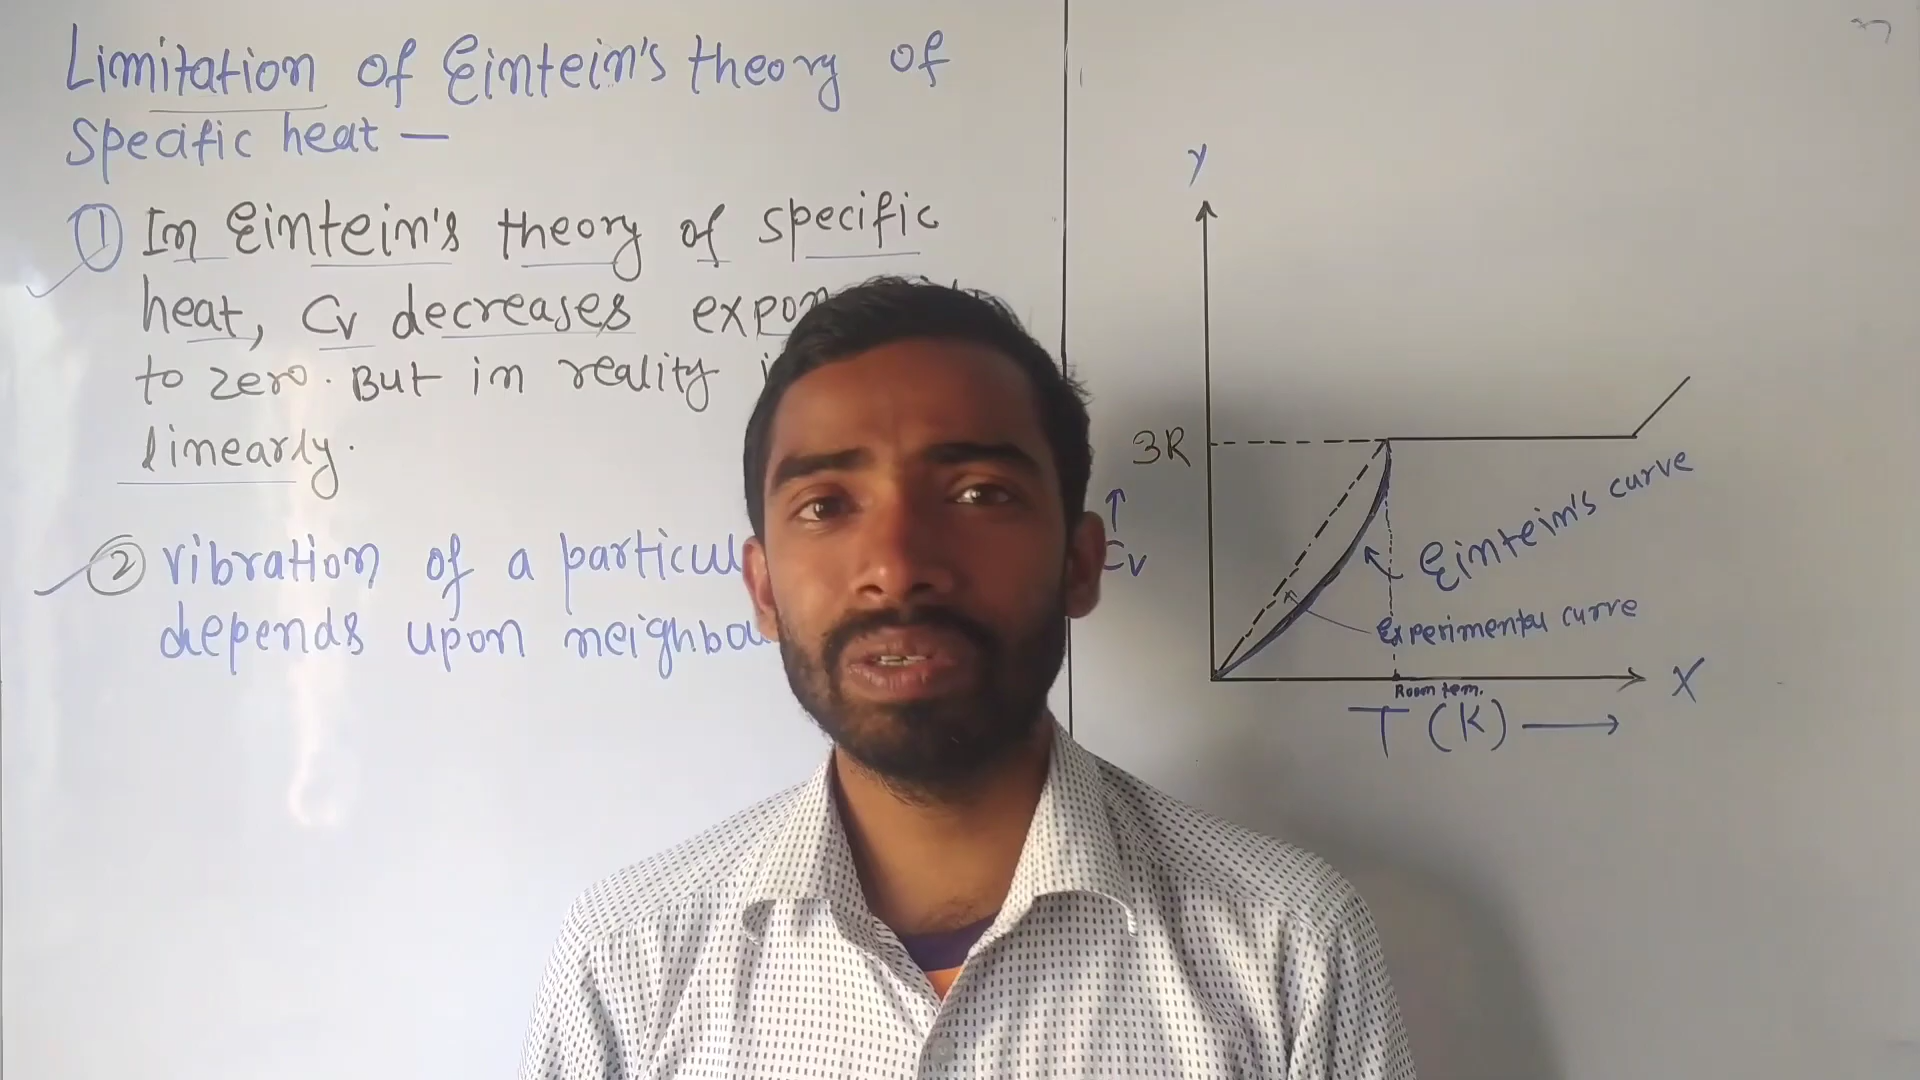 Limitation of Eintein's theory of
Specific heat —
① In Eintein's theory of specific
heat, Cv decreases
to zero. But in reality
linearly.
② vibration of a
depends upon
Y
3R
↑
Cv
Eintein's curve
Experimental curve
Room tem.
X
T (K) →